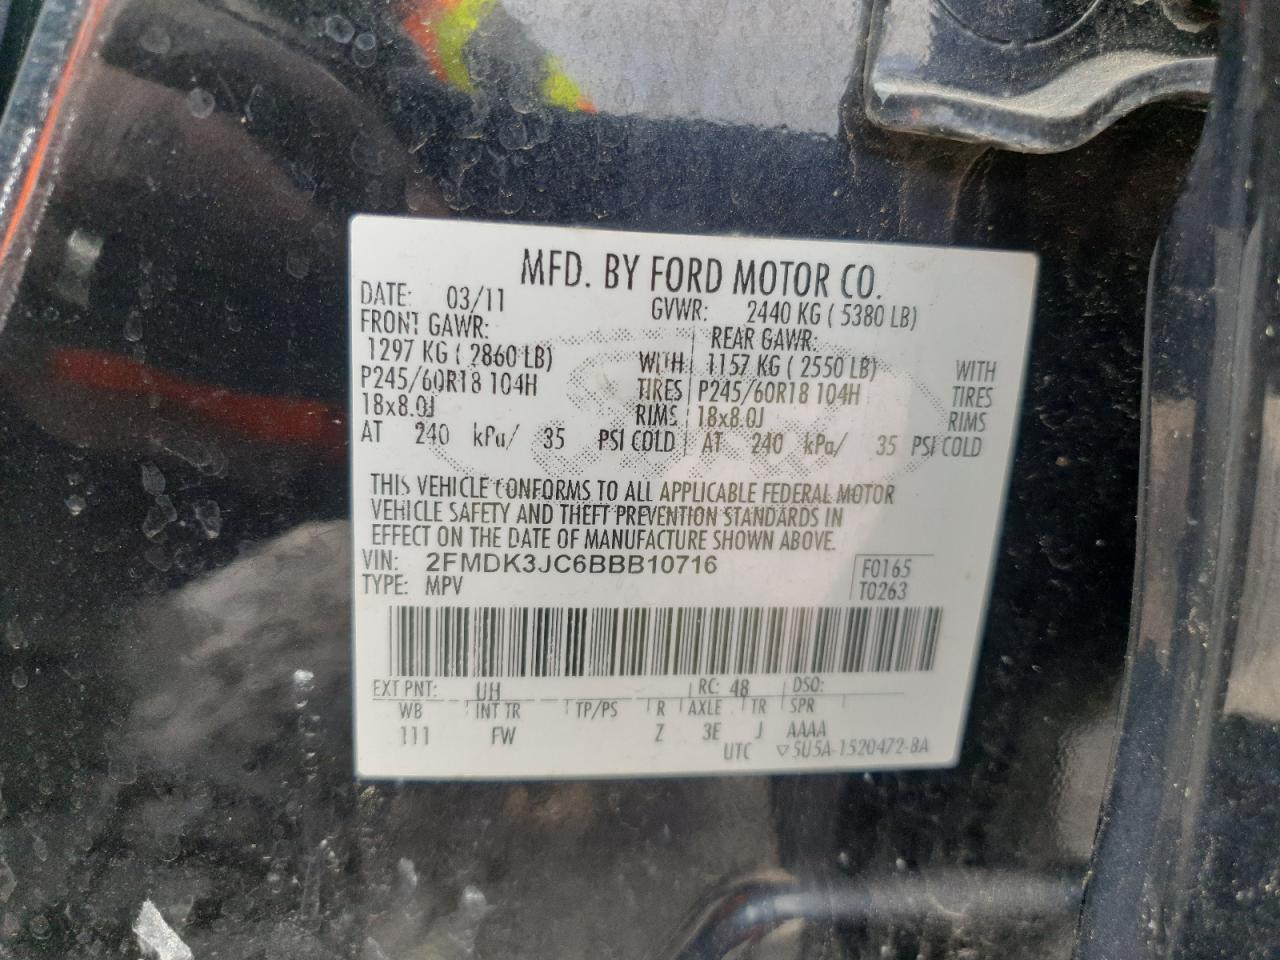 MFD. BY FORD MOTOR CO.
DATE: 03/11 GVWR: 2440 KG ( 5380 LB)
FRONT GAWR: REAR GAWR:
1297 KG ( 2860 LB) WITH 1157 KG ( 2550 LB) WITH
P245/60R18 104H TIRES P245/60R18 104H TIRES
18x8.0J RIMS 18x8.0J RIMS
AT 240 kPa/ 35 PSI COLD AT 240 kPa/ 35 PSI COLD
THIS VEHICLE CONFORMS TO ALL APPLICABLE FEDERAL MOTOR
VEHICLE SAFETY AND THEFT PREVENTION STANDARDS IN
EFFECT ON THE DATE OF MANUFACTURE SHOWN ABOVE.
VIN: 2FMDK3JC6BBB10716 F0165
TYPE: MPV T0263
EXT PNT: UH RC: 48 DSO:
WB INT TR TP/PS R AXLE TR SPR
111 FW Z 3E J AAAA
UTC ▽5U5A-1520472-BA